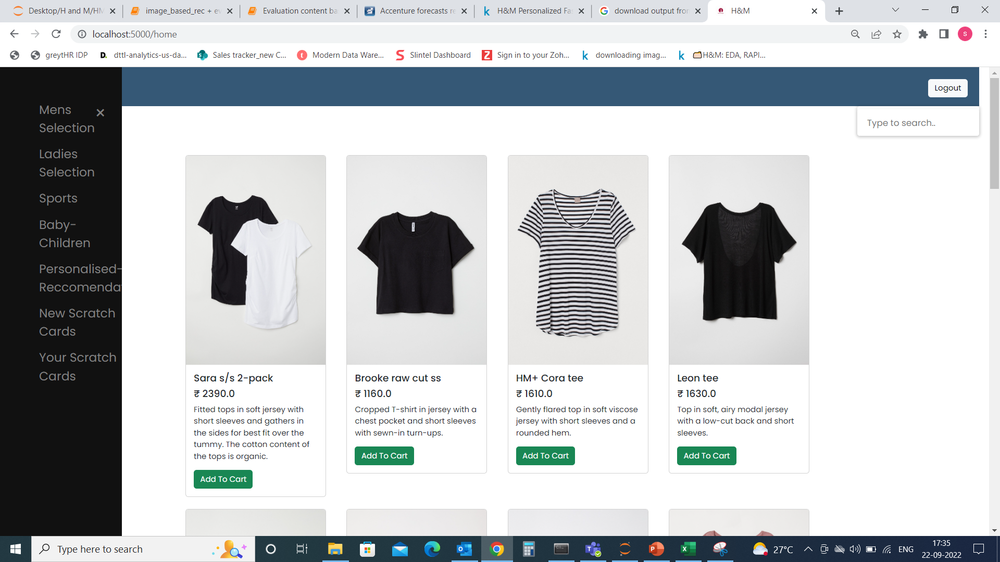 Desktop/H and M/HM
image_based_rec + ev
Evaluation content ba
Accenture forecasts re
H&M Personalized Fas
download output from
H&M
localhost:5000/home
S
greytHR IDP
dttl-analytics-us-da...
Sales tracker_new C...
Modern Data Ware...
Slintel Dashboard
Sign in to your Zoh...
downloading imag...
H&M: EDA, RAPI...
Logout
Type to search..
Mens
Selection
Ladies
Selection
Sports
Baby-
Children
Personalised-
Reccomenda
New Scratch
Cards
Your Scratch
Cards
Sara s/s 2-pack
₹ 2390.0
Fitted tops in soft jersey with
short sleeves and gathers in
the sides for best fit over the
tummy. The cotton content of
the tops is organic.
Add To Cart
Brooke raw cut ss
₹ 1160.0
Cropped T-shirt in jersey with a
chest pocket and short sleeves
with sewn-in turn-ups.
Add To Cart
HM+ Cora tee
₹ 1610.0
Gently flared top in soft viscose
jersey with short sleeves and a
rounded hem.
Add To Cart
Leon tee
₹ 1630.0
Top in soft, airy modal jersey
with a low-cut back and short
sleeves.
Add To Cart
Type here to search
27°C
ENG
17:35
22-09-2022